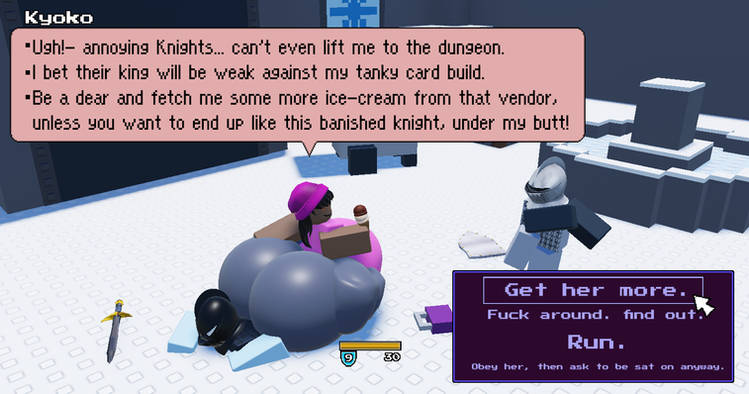 Kyoko
▪Ugh!- annoying Knights... can't even lift me to the dungeon.
▪I bet their king will be weak against my tanky card build.
▪Be a dear and fetch me some more ice-cream from that vendor,
unless you want to end up like this banished knight, under my butt!
9 30
Get her more.
Fuck around. find out.
Run.
Obey her, then ask to be sat on anyway.